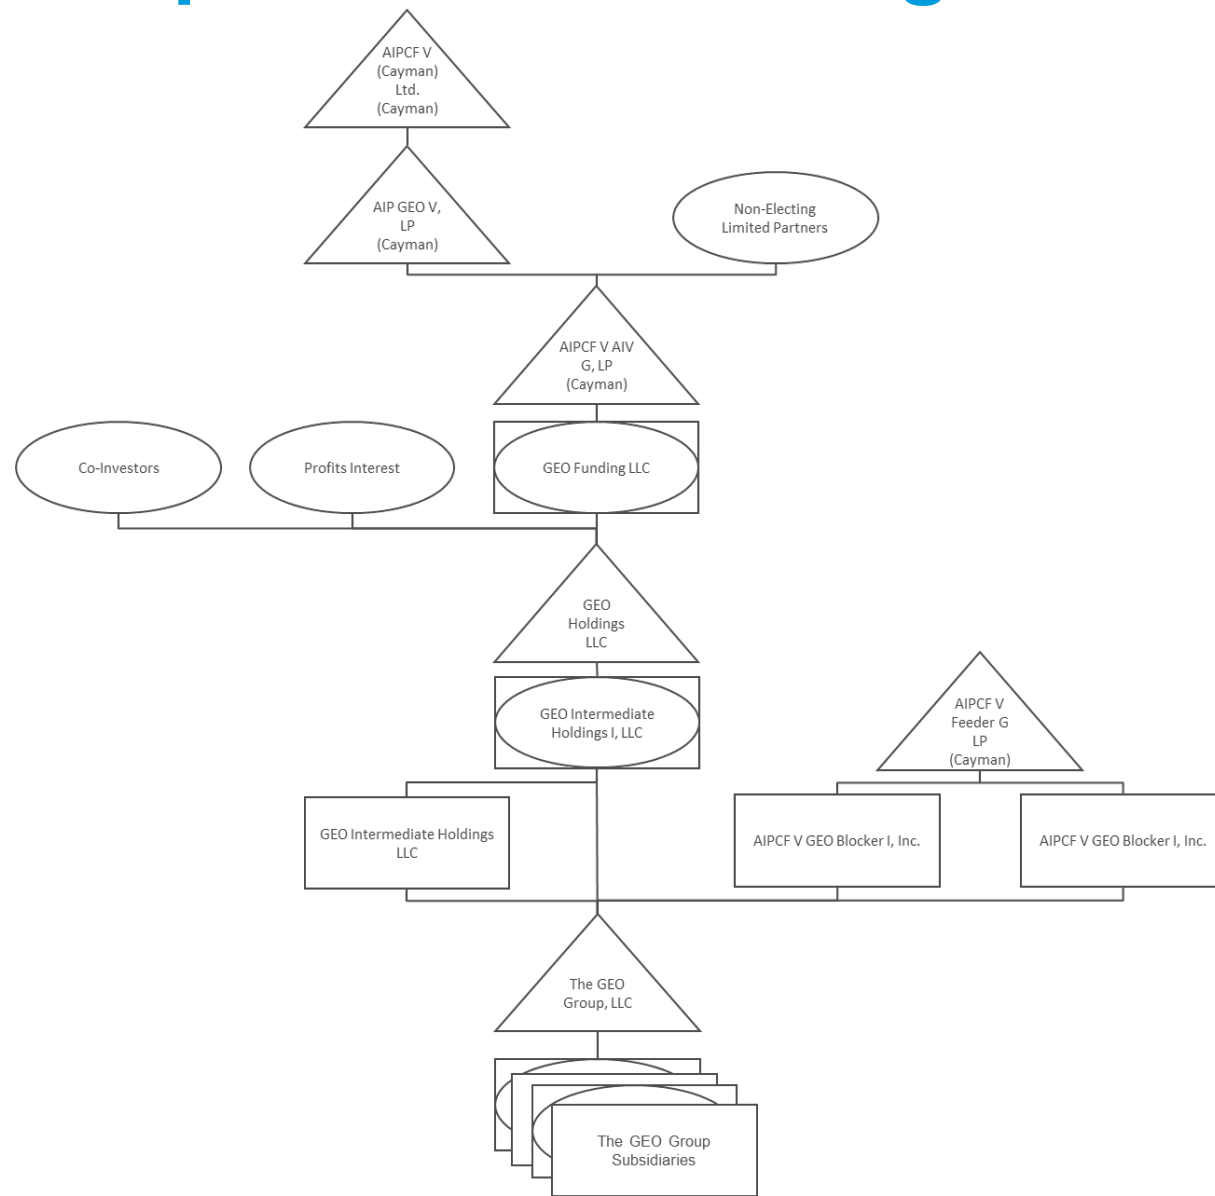 AIPCF V
(Cayman)
Ltd.
(Cayman)
AIP GEO V,
LP
(Cayman)
Non-Electing
Limited Partners
AIPCF V AIV
G, LP
(Cayman)
Co-Investors
Profits Interest
GEO Funding LLC
GEO
Holdings
LLC
GEO Intermediate
Holdings I, LLC
AIPCF V
Feeder G
LP
(Cayman)
GEO Intermediate Holdings
LLC
AIPCF V GEO Blocker I, Inc.
AIPCF V GEO Blocker I, Inc.
The GEO
Group, LLC
The GEO Group
Subsidiaries